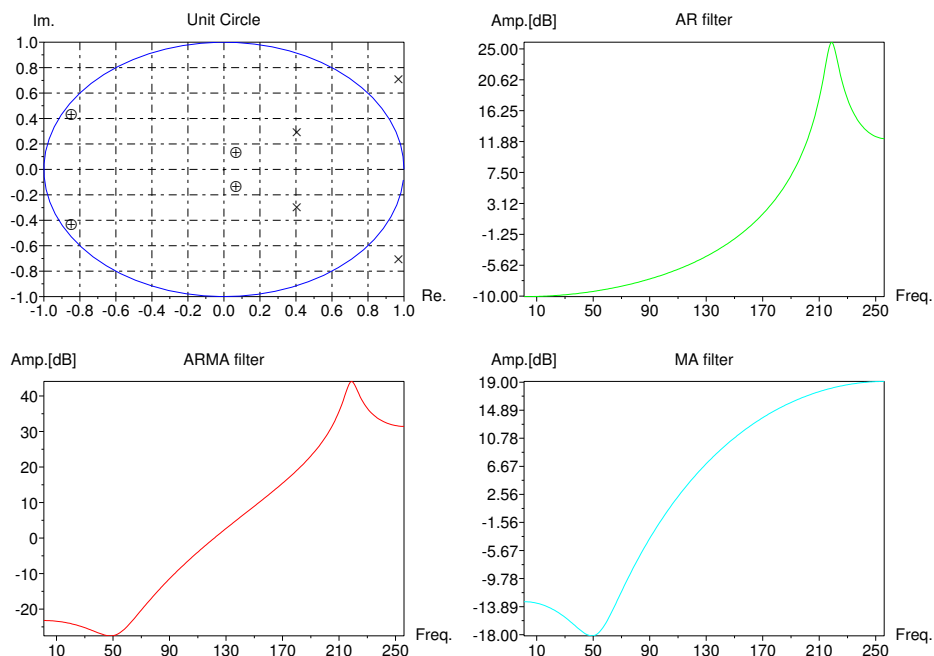 Im.
Unit Circle
1.0
0.8
0.6
0.4
0.2
0.0
-0.2
-0.4
-0.6
-0.8
-1.0
-1.0 -0.8 -0.6 -0.4 -0.2 0.0 0.2 0.4 0.6 0.8 1.0
Re.
Amp.[dB]
AR filter
25.00
20.62
16.25
11.88
7.50
3.12
-1.25
-5.62
-10.00
10 50 90 130 170 210 250
Freq.
Amp.[dB]
ARMA filter
40
30
20
10
0
-10
-20
10 50 90 130 170 210 250
Freq.
Amp.[dB]
MA filter
19.00
14.89
10.78
6.67
2.56
-1.56
-5.67
-9.78
-13.89
-18.00
10 50 90 130 170 210 250
Freq.